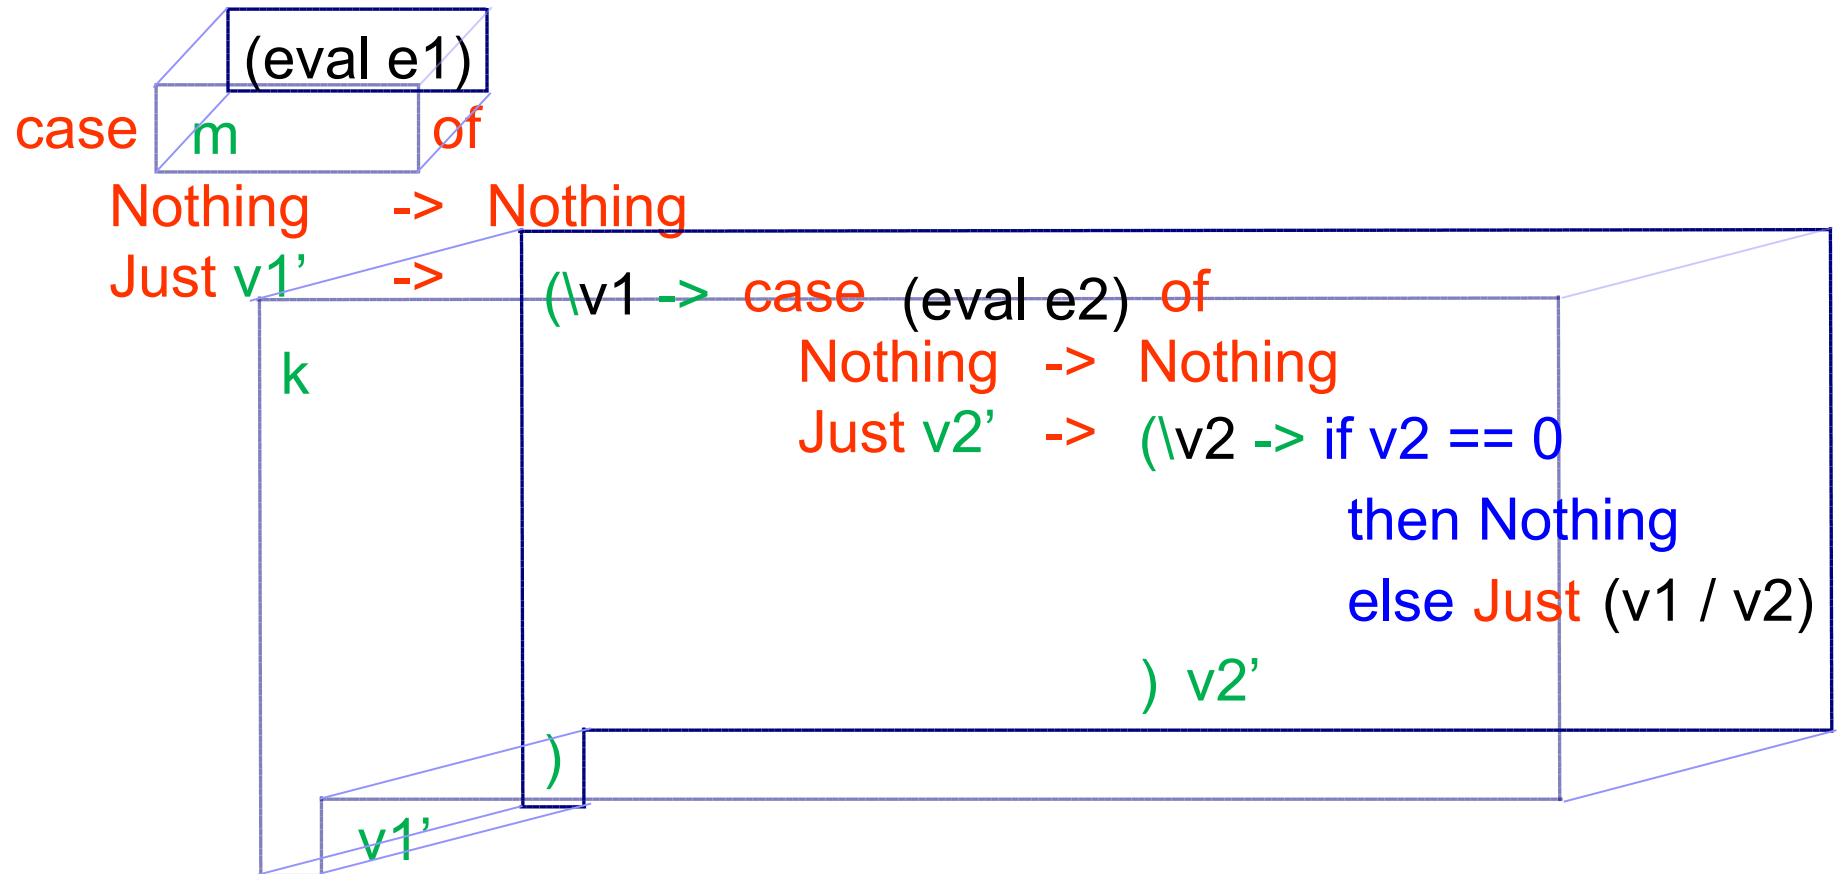 (eval e1)
case m of
Nothing -> Nothing
Just v1’ ->
(\v1 -> case (eval e2) of
k
Nothing -> Nothing
Just v2’ -> (\v2 -> if v2 == 0
then Nothing
else Just (v1 / v2)
) v2’
)
v1’